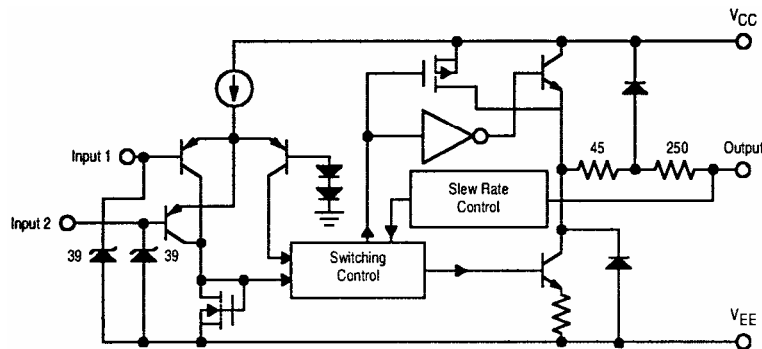 VCC
Input 1
45
250
Output
Slew Rate
Control
Input 2
39
39
Switching
Control
VEE